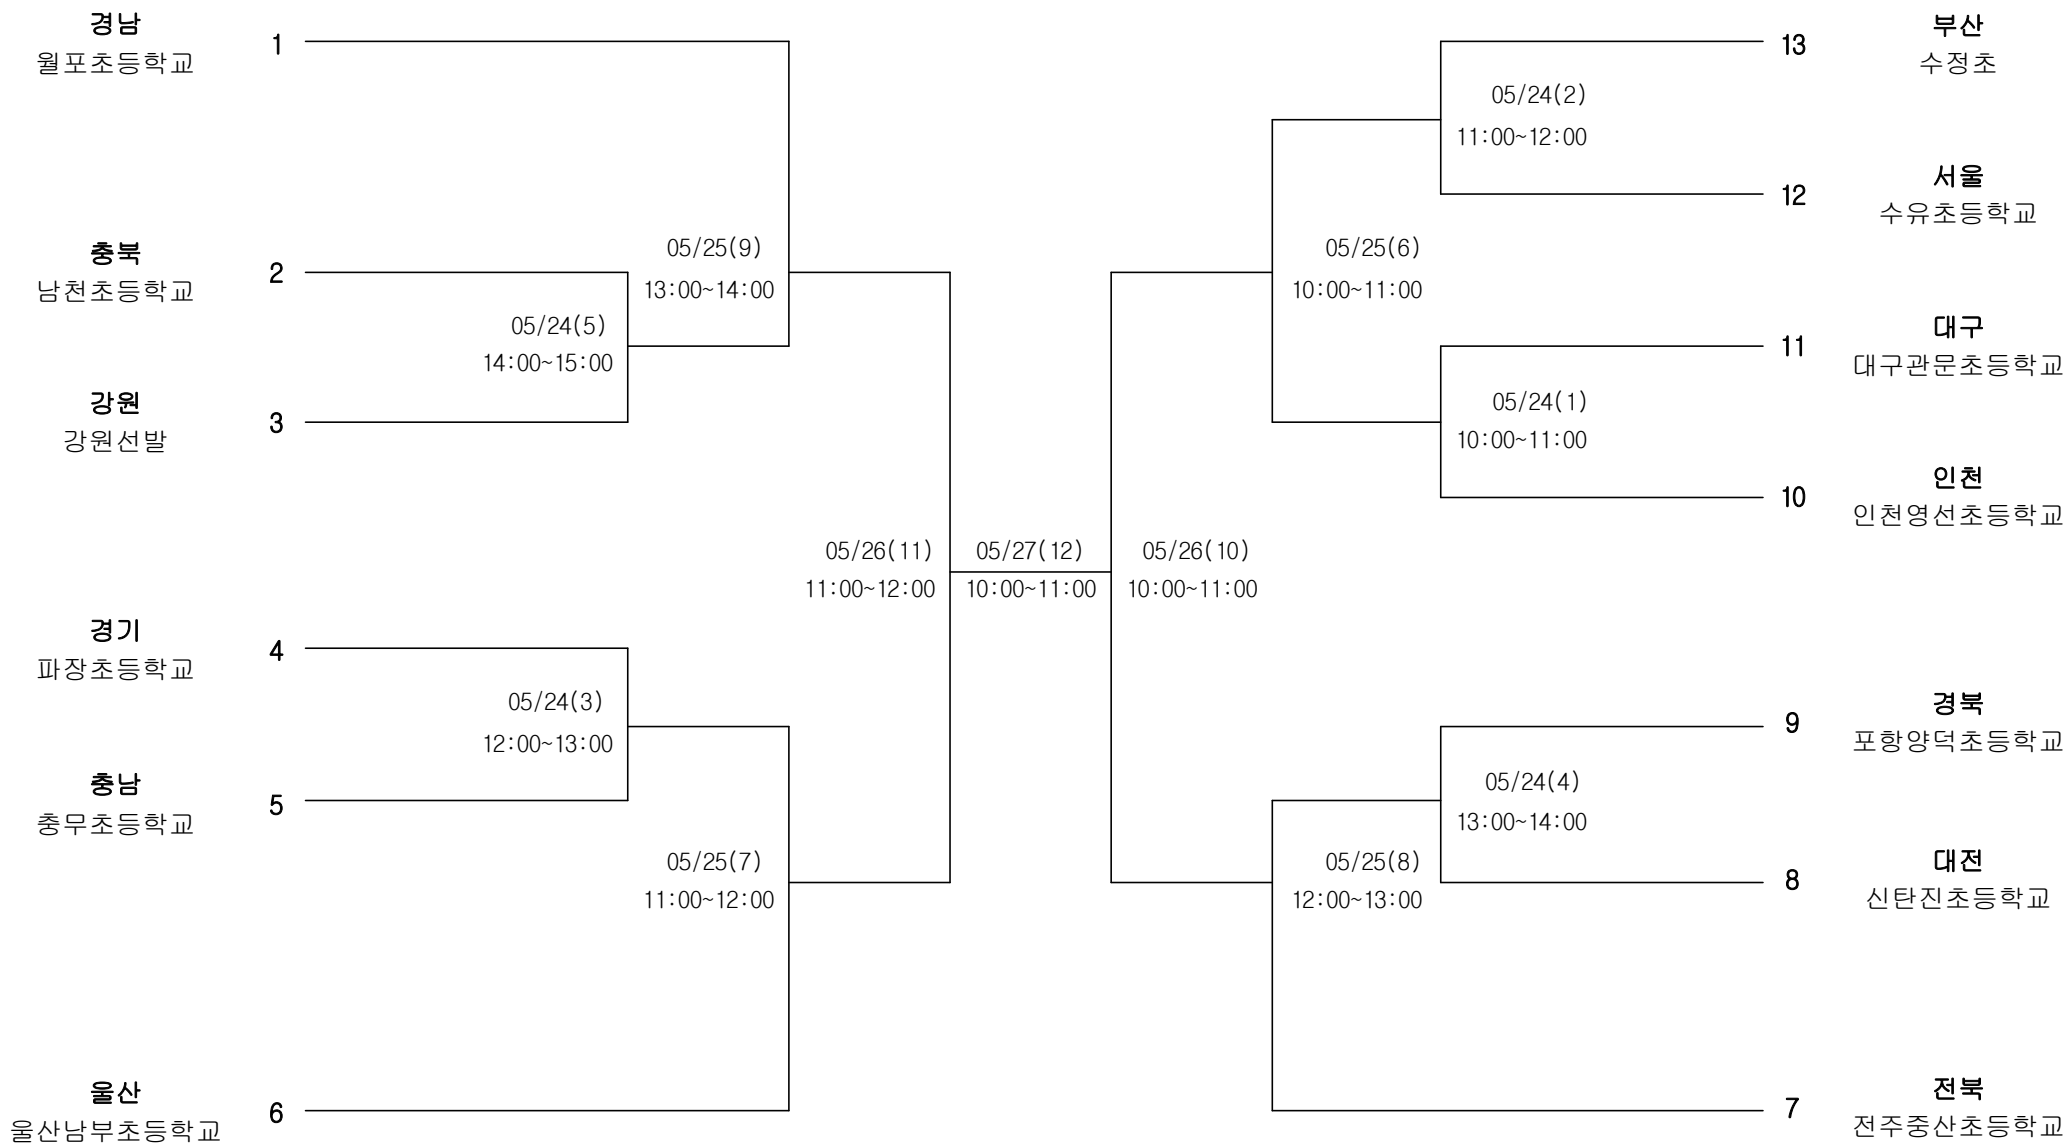 경남
월포초등학교
1
충북
남천초등학교
2
강원
강원선발
3
05/24(5)
14:00~15:00
05/25(9)
13:00~14:00
경기
파장초등학교
4
충남
충무초등학교
5
05/24(3)
12:00~13:00
울산
울산남부초등학교
6
05/25(7)
11:00~12:00
05/26(11)
11:00~12:00
05/27(12)
10:00~11:00
05/26(10)
10:00~11:00
13
부산
수정초
05/24(2)
11:00~12:00
12
서울
수유초등학교
05/25(6)
10:00~11:00
11
대구
대구관문초등학교
05/24(1)
10:00~11:00
10
인천
인천영선초등학교
9
경북
포항양덕초등학교
05/24(4)
13:00~14:00
8
대전
신탄진초등학교
05/25(8)
12:00~13:00
7
전북
전주중산초등학교